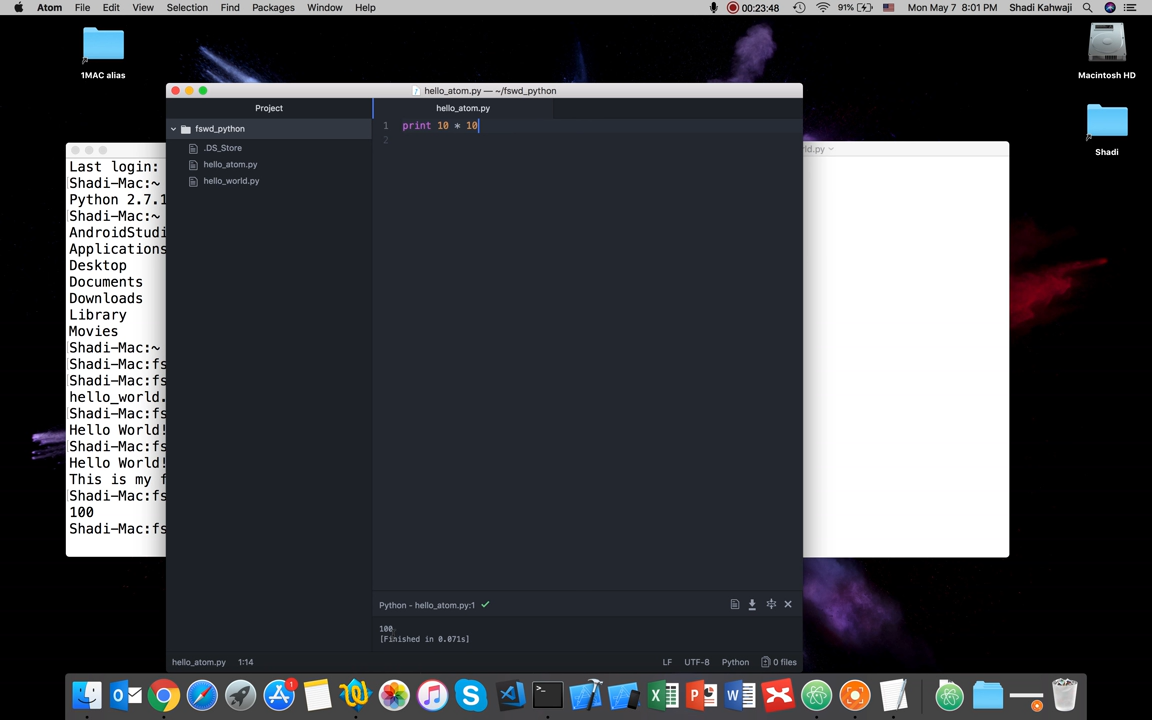 Atom File Edit View Selection Find Packages Window Help
00:23:48 91% Mon May 7 8:01 PM Shadi Kahwaji
1MAC alias
Macintosh HD
Shadi
hello_atom.py — ~/fswd_python
Project
hello_atom.py
fswd_python
.DS_Store
hello_atom.py
hello_world.py
1 print 10 * 10
2
Last login:
Shadi-Mac:~
Python 2.7.1
Shadi-Mac:~
AndroidStudi
Applications
Desktop
Documents
Downloads
Library
Movies
Shadi-Mac:~
Shadi-Mac:fs
Shadi-Mac:fs
hello_world.
Shadi-Mac:fs
Hello World!
Shadi-Mac:fs
Hello World!
This is my f
Shadi-Mac:fs
100
Shadi-Mac:fs
ld.py
Python - hello_atom.py:1
100
[Finished in 0.071s]
hello_atom.py 1:14
LF UTF-8 Python 0 files
1